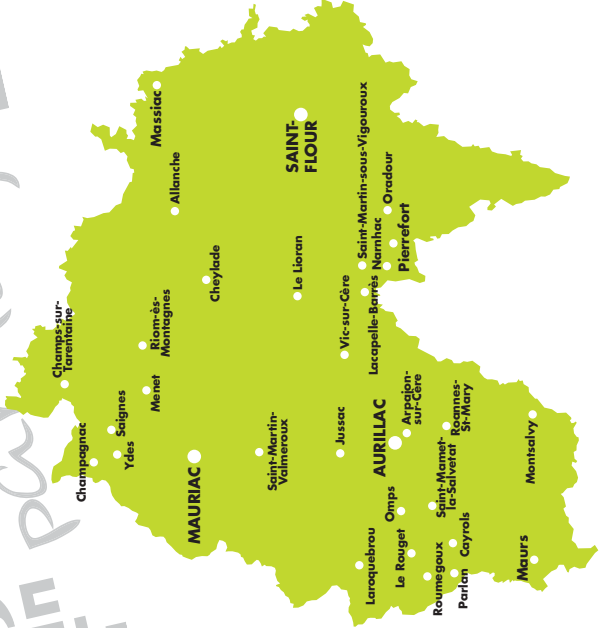 Champs-sur-
Tarentaine
Champagnac
Saignes
Ydes
Menet
Riom-ès-
Montagnes
Massiac
Allanche
Cheylade
MAURIAC
SAINT-
FLOUR
Saint-Martin-
Valmeroux
Le Lioran
Jussac
Vic-sur-Cère
Saint-Martin-sous-Vigouroux
Lacapelle-Barrès
Narnhac
Oradour
Pierrefort
AURILLAC
Arpajon-
sur-Cère
Laroquebrou
Omps
Le Rouget
Saint-Mamet-
la-Salvetat
Roannes-
St-Mary
Roumegoux
Cayrols
Parlan
Maurs
Montsalvy